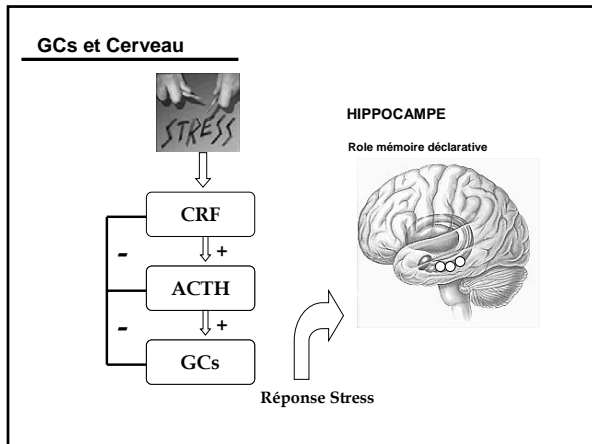 GCs et Cerveau
STRESS
HIPPOCAMPE
Role mémoire déclarative
CRF
- +
ACTH
- +
GCs
Réponse Stress